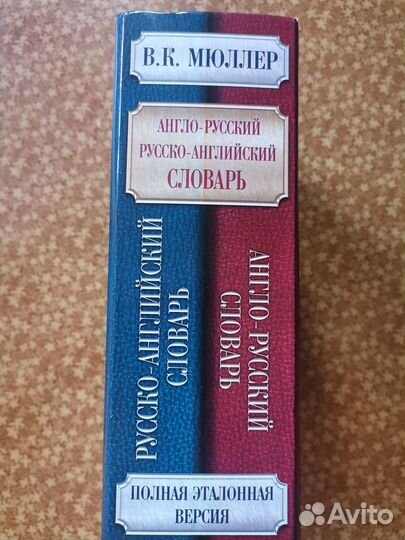 В.К. МЮЛЛЕР
АНГЛО-РУССКИЙ
РУССКО-АНГЛИЙСКИЙ
СЛОВАРЬ
РУССКО-АНГЛИЙСКИЙ
СЛОВАРЬ
АНГЛО-РУССКИЙ
СЛОВАРЬ
ПОЛНАЯ ЭТАЛОННАЯ
ВЕРСИЯ
Avito